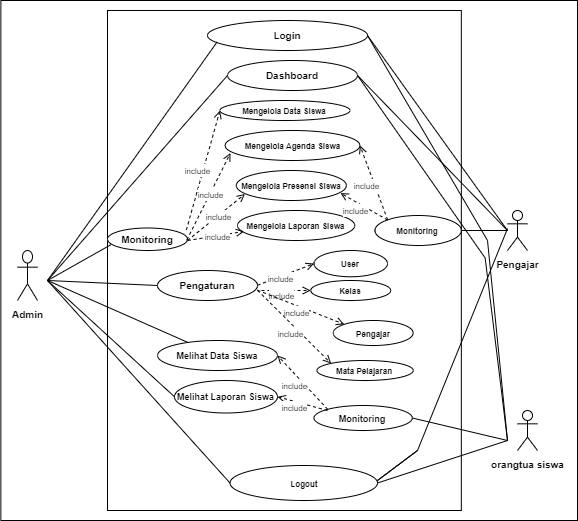 Login
Dashboard
Mengelola Data Siswa
Mengelola Agenda Siswa
include
include
Mengelola Presensi Siswa
include
include
include
include
Mengelola Laporan Siswa
include
Monitoring
Monitoring
Admin
Pengajar
User
Pengaturan
include
include
Kelas
include
Pengajar
include
Melihat Data Siswa
Mata Pelajaran
include
Melihat Laporan Siswa
include
Monitoring
orangtua siswa
Logout